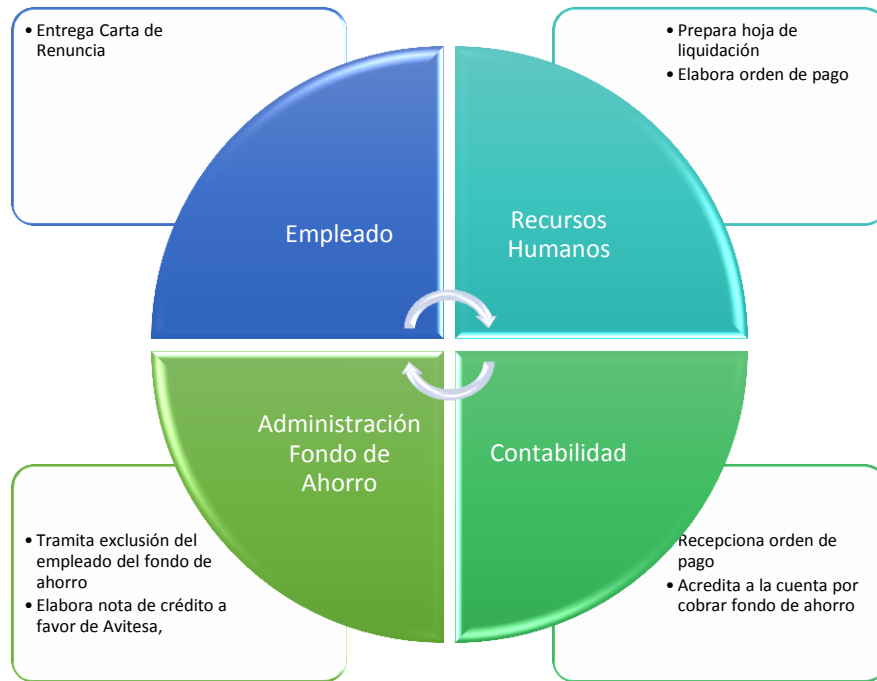 • Entrega Carta de
Renuncia
• Prepara hoja de
liquidación
• Elabora orden de pago
Empleado
Recursos
Humanos
Administración
Fondo de
Ahorro
Contabilidad
• Tramita exclusión del
empleado del fondo de
ahorro
• Elabora nota de crédito a
favor de Avitesa,
Recepciona orden de
pago
• Acredita a la cuenta por
cobrar fondo de ahorro